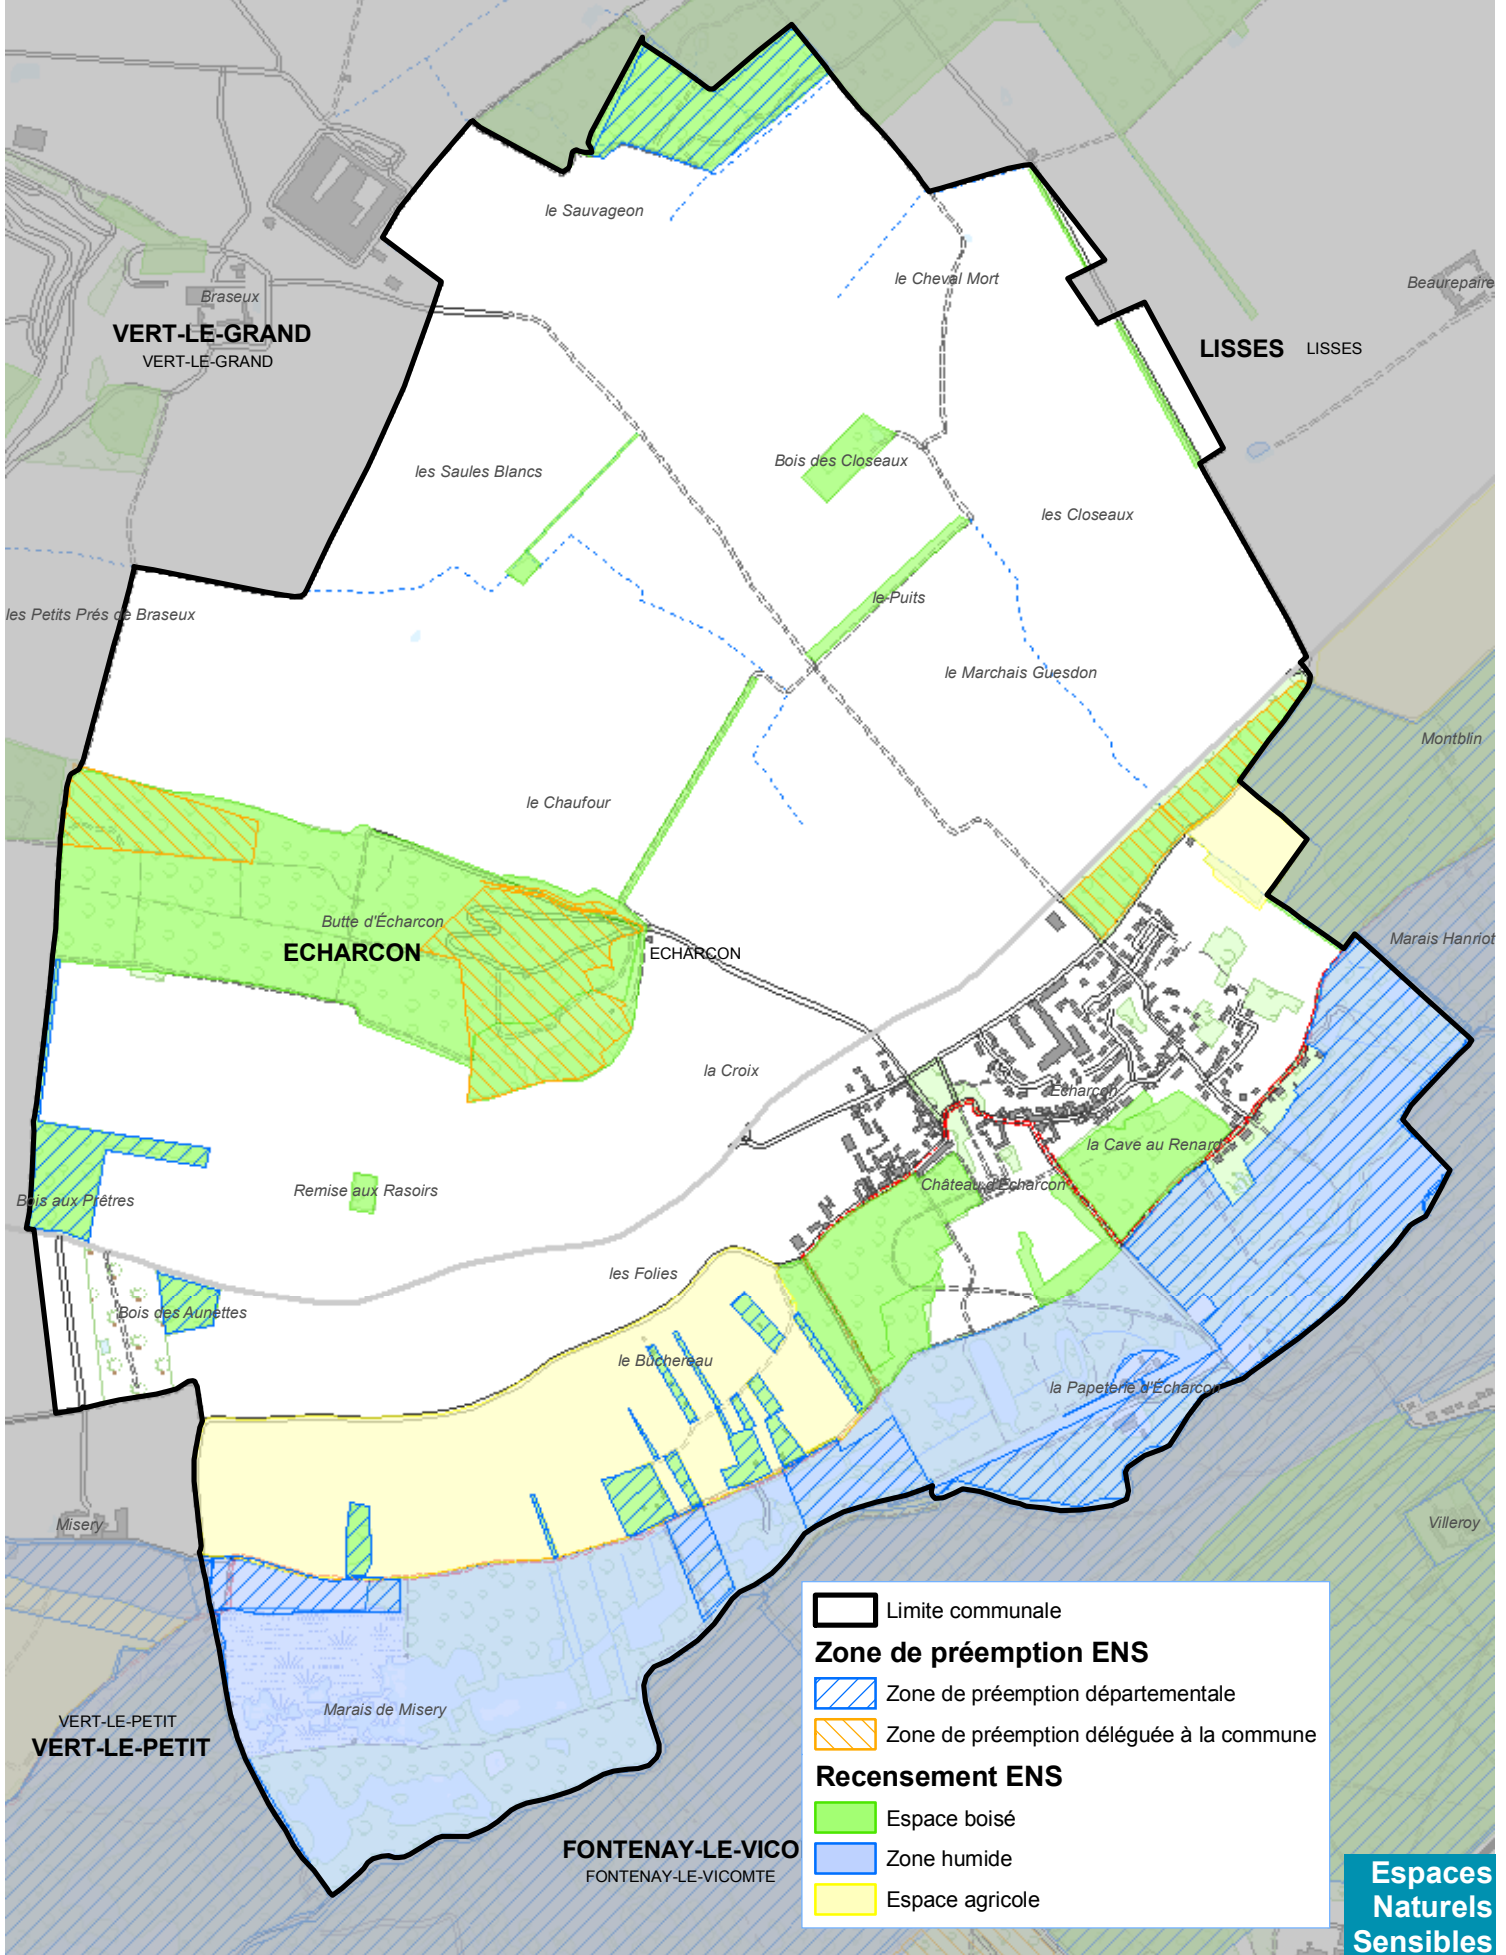 le Sauvageon
le Cheval Mort
Beaurepaire
Braseux
VERT-LE-GRAND
VERT-LE-GRAND
LISSES
LISSES
les Saules Blancs
Bois des Closeaux
les Closeaux
le Puits
les Petits Prés de Braseux
le Marchais Guesdon
Montblin
le Chaufour
Butte d'Écharcon
ECHARCON
ECHARCON
Marais Hanriot
la Croix
Écharcon
la Cave au Renard
Château d'Écharcon
Bois aux Prêtres
Remise aux Rasoirs
les Folies
Bois des Aunettes
le Bûchereau
la Papeterie d'Écharcon
Misery
Villeroy
Marais de Misery
VERT-LE-PETIT
VERT-LE-PETIT
FONTENAY-LE-VICO
FONTENAY-LE-VICOMTE
Limite communale
Zone de préemption ENS
Zone de préemption départementale
Zone de préemption déléguée à la commune
Recensement ENS
Espace boisé
Zone humide
Espace agricole
Espaces
Naturels
Sensibles